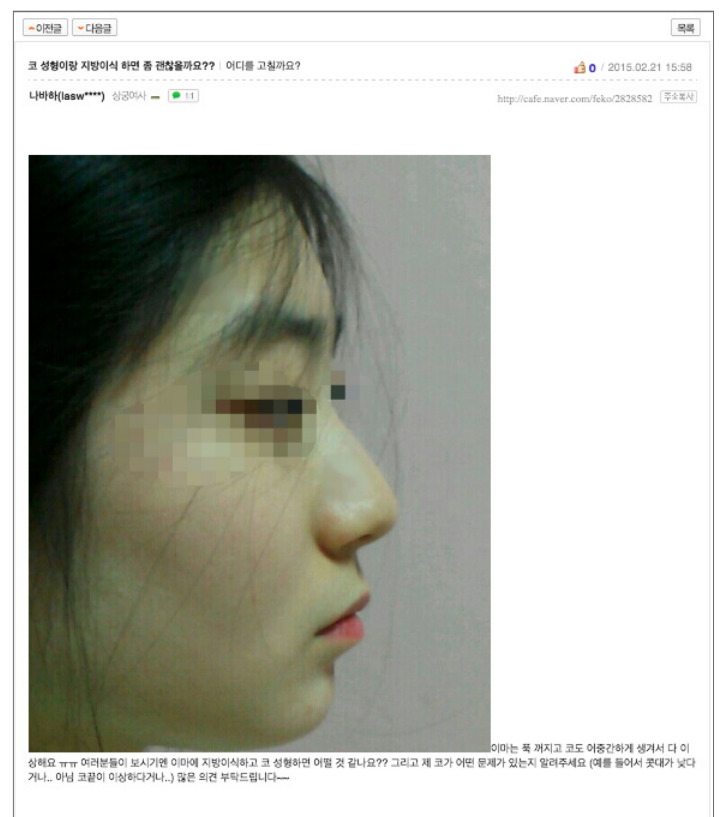 이전글 다음글 목록
코 성형이랑 지방이식 하면 좀 괜찮을까요?? | 어디를 고칠까요? 0 / 2015.02.21 15:58
나바하(lasw****) 상궁여사 1:1 http://cafe.naver.com/feko/2828582 주소복사
이마는 푹 꺼지고 코도 어중간하게 생겨서 다 이
상해요 ㅠㅠ 여러분들이 보시기엔 이마에 지방이식하고 코 성형하면 어떨 것 같나요?? 그리고 제 코가 어떤 문제가 있는지 알려주세요 (예를 들어서 콧대가 낮다
거나.. 아님 코끝이 이상하다거나..) 많은 의견 부탁드립니다~~